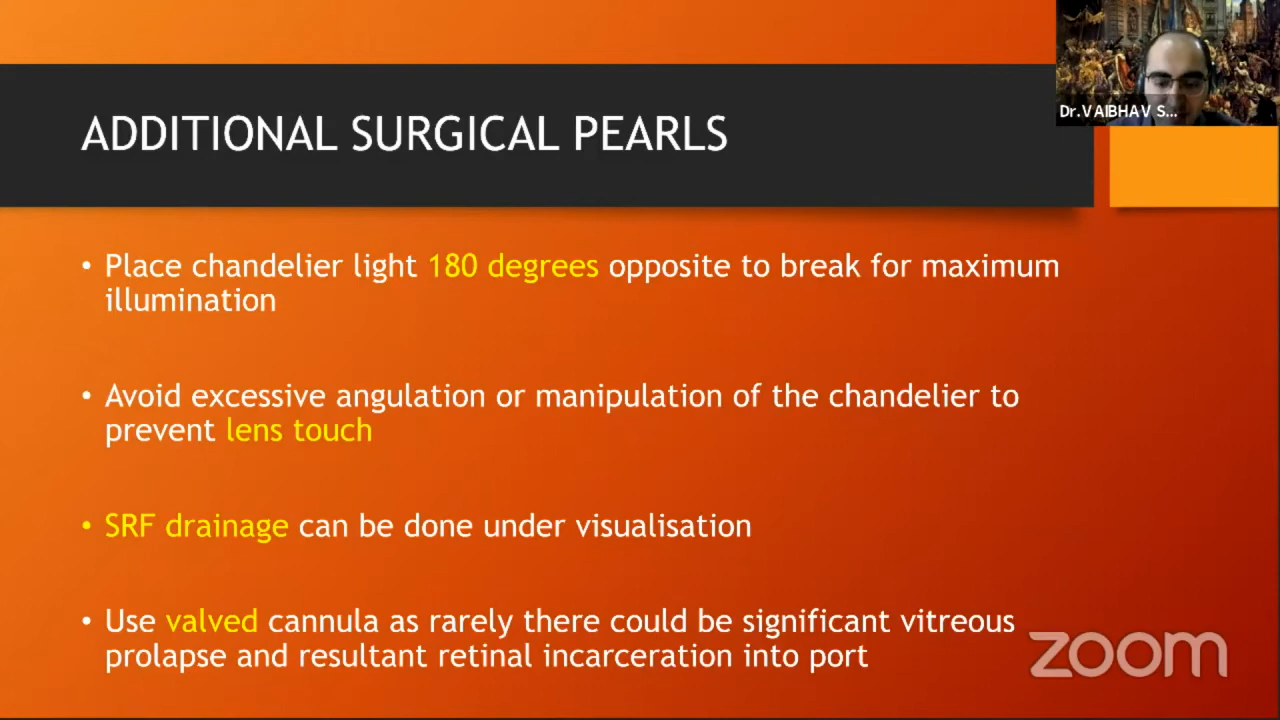 Dr.VAIBHAV S...
ADDITIONAL SURGICAL PEARLS
• Place chandelier light 180 degrees opposite to break for maximum
illumination
• Avoid excessive angulation or manipulation of the chandelier to
prevent lens touch
• SRF drainage can be done under visualisation
• Use valved cannula as rarely there could be significant vitreous
prolapse and resultant retinal incarceration into port
zoom